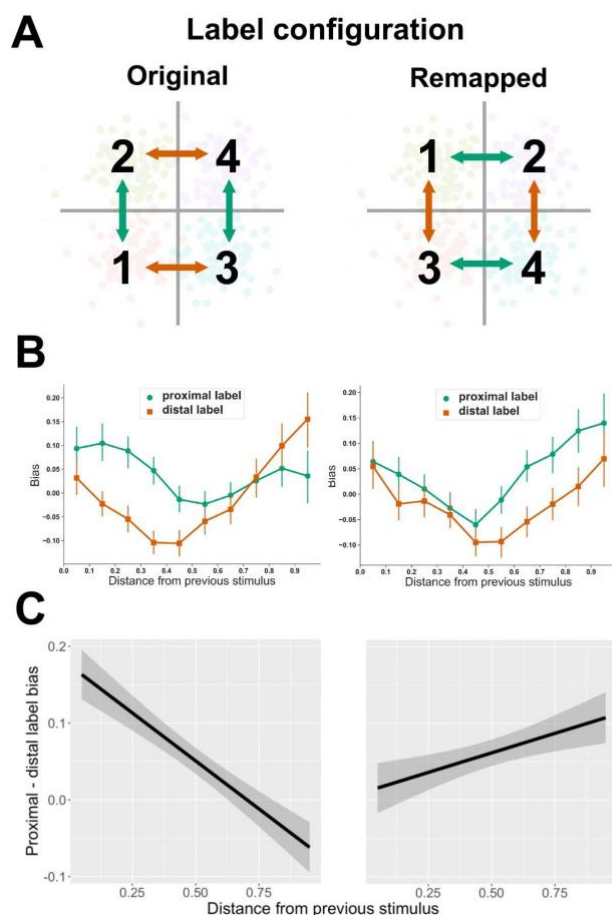 A
Label configuration
Original
Remapped
2 4
1 3
1 2
3 4
B
proximal label
distal label
Bias
0.20
0.15
0.10
0.05
0.00
-0.05
-0.10
0.0 0.1 0.2 0.3 0.4 0.5 0.6 0.7 0.8 0.9
Distance from previous stimulus
proximal label
distal label
Bias
0.20
0.15
0.10
0.05
0.00
-0.05
-0.10
0.0 0.1 0.2 0.3 0.4 0.5 0.6 0.7 0.8 0.9
Distance from previous stimulus
C
Proximal - distal label bias
0.2
0.1
0.0
-0.1
0.25 0.50 0.75
0.25 0.50 0.75
Distance from previous stimulus